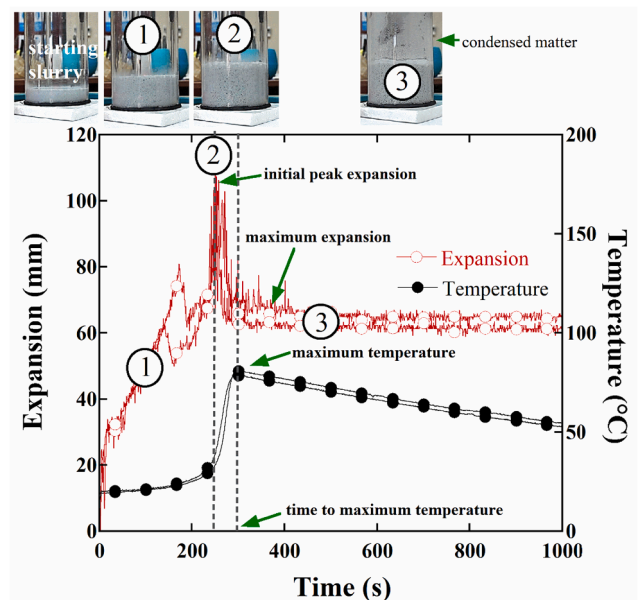 starting
slurry
1
2
3
condensed matter
120
100
80
60
40
20
0
Expansion (mm)
200
150
100
50
0
Temperature (°C)
2
initial peak expansion
maximum expansion
Expansion
Temperature
1
3
maximum temperature
time to maximum temperature
0
200
400
600
800
1000
Time (s)